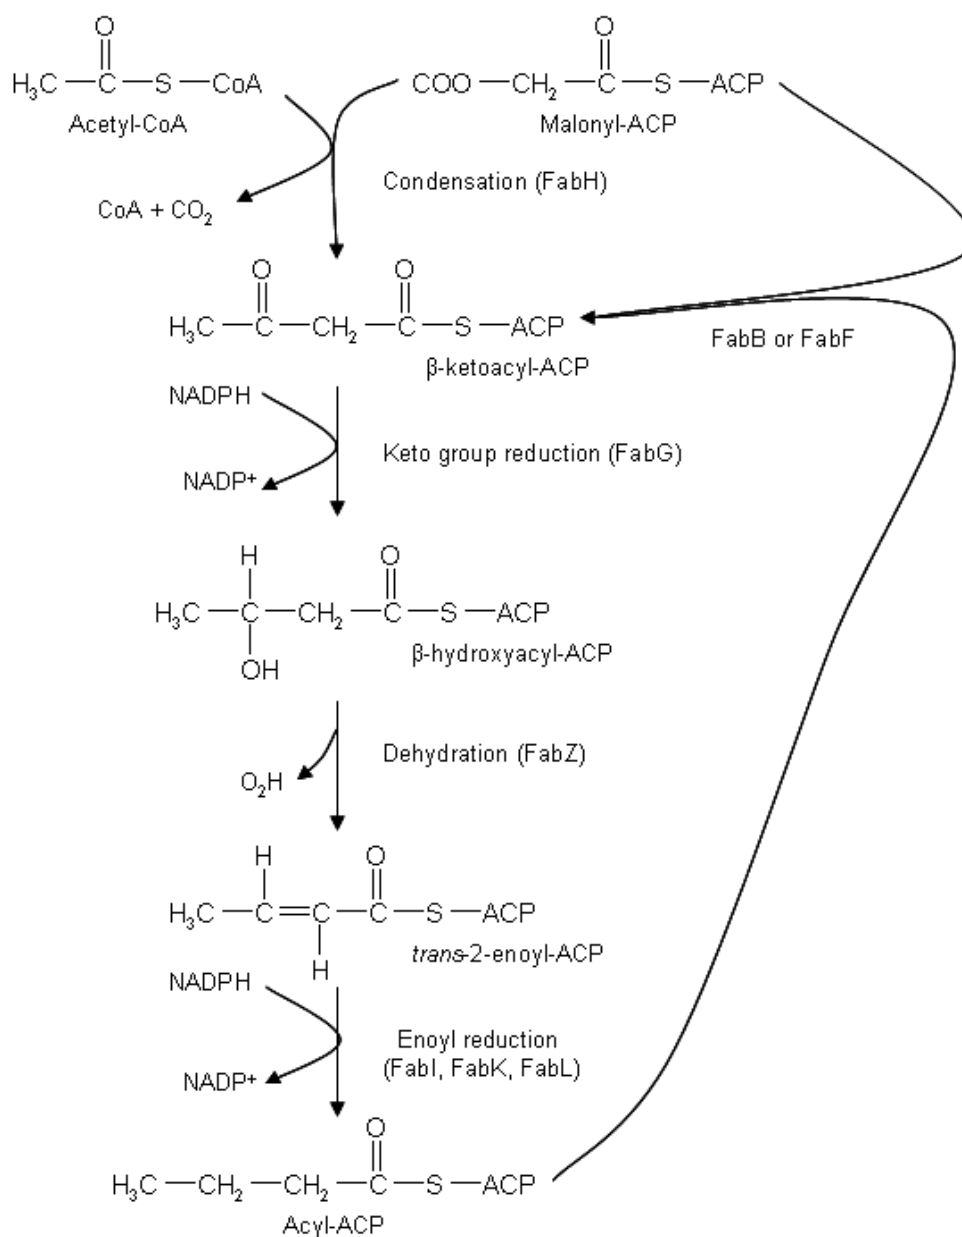 O
O
H₃C — C — S — CoA
COO — CH₂ — C — S — ACP
Acetyl-CoA
Malonyl-ACP
Condensation (FabH)
CoA + CO₂
O
O
H₃C — C — CH₂ — C — S — ACP
FabB or FabF
β-ketoacyl-ACP
NADPH
Keto group reduction (FabG)
NADP⁺
H
O
H₃C — C — CH₂ — C — S — ACP
β-hydroxyacyl-ACP
OH
Dehydration (FabZ)
O₂H
H
O
H₃C — C = C — C — S — ACP
trans-2-enoyl-ACP
H
NADPH
Enoyl reduction
(FabI, FabK, FabL)
NADP⁺
O
H₃C — CH₂ — CH₂ — C — S — ACP
Acyl-ACP